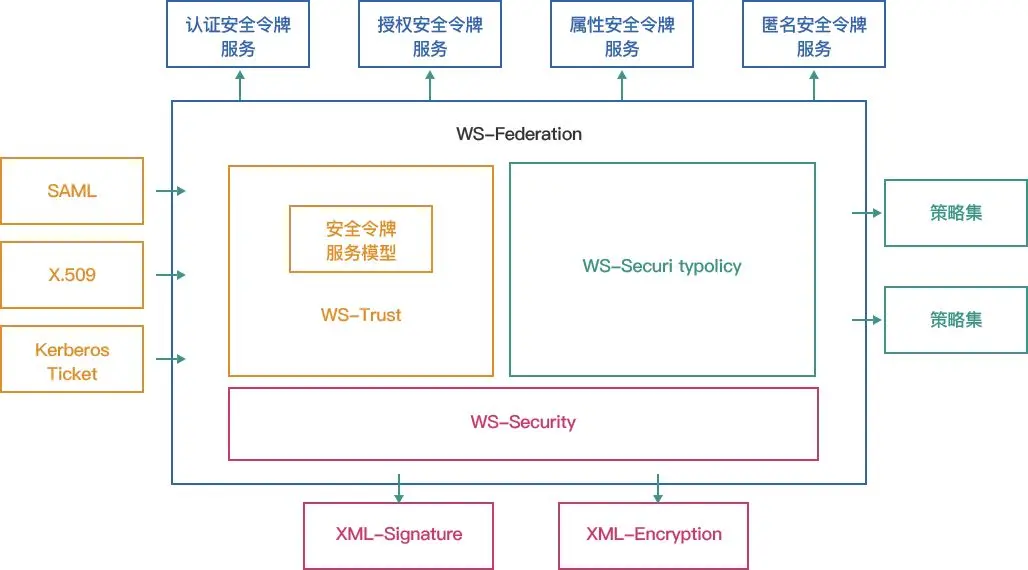 认证安全令牌
服务
授权安全令牌
服务
属性安全令牌
服务
匿名安全令牌
服务
WS-Federation
SAML
X.509
Kerberos
Ticket
安全令牌
服务模型
WS-Trust
WS-Securi typolicy
策略集
策略集
WS-Security
XML-Signature
XML-Encryption